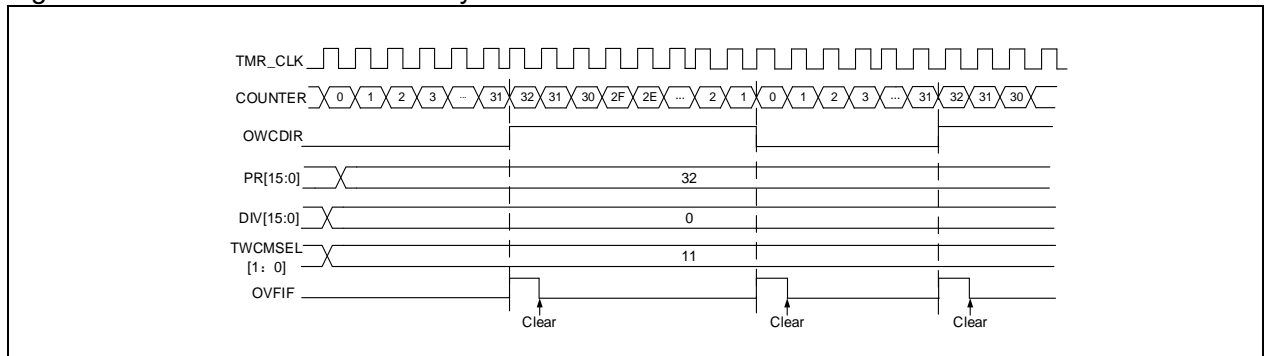 TMR_CLK
COUNTER 0 1 2 3 ... 31 32 31 30 2F 2E ... 2 1 0 1 2 3 ... 31 32 31 30
OWCDIR
PR[15:0] 32
DIV[15:0] 0
TWCMSEL
[1：0] 11
OVFIF
Clear Clear Clear